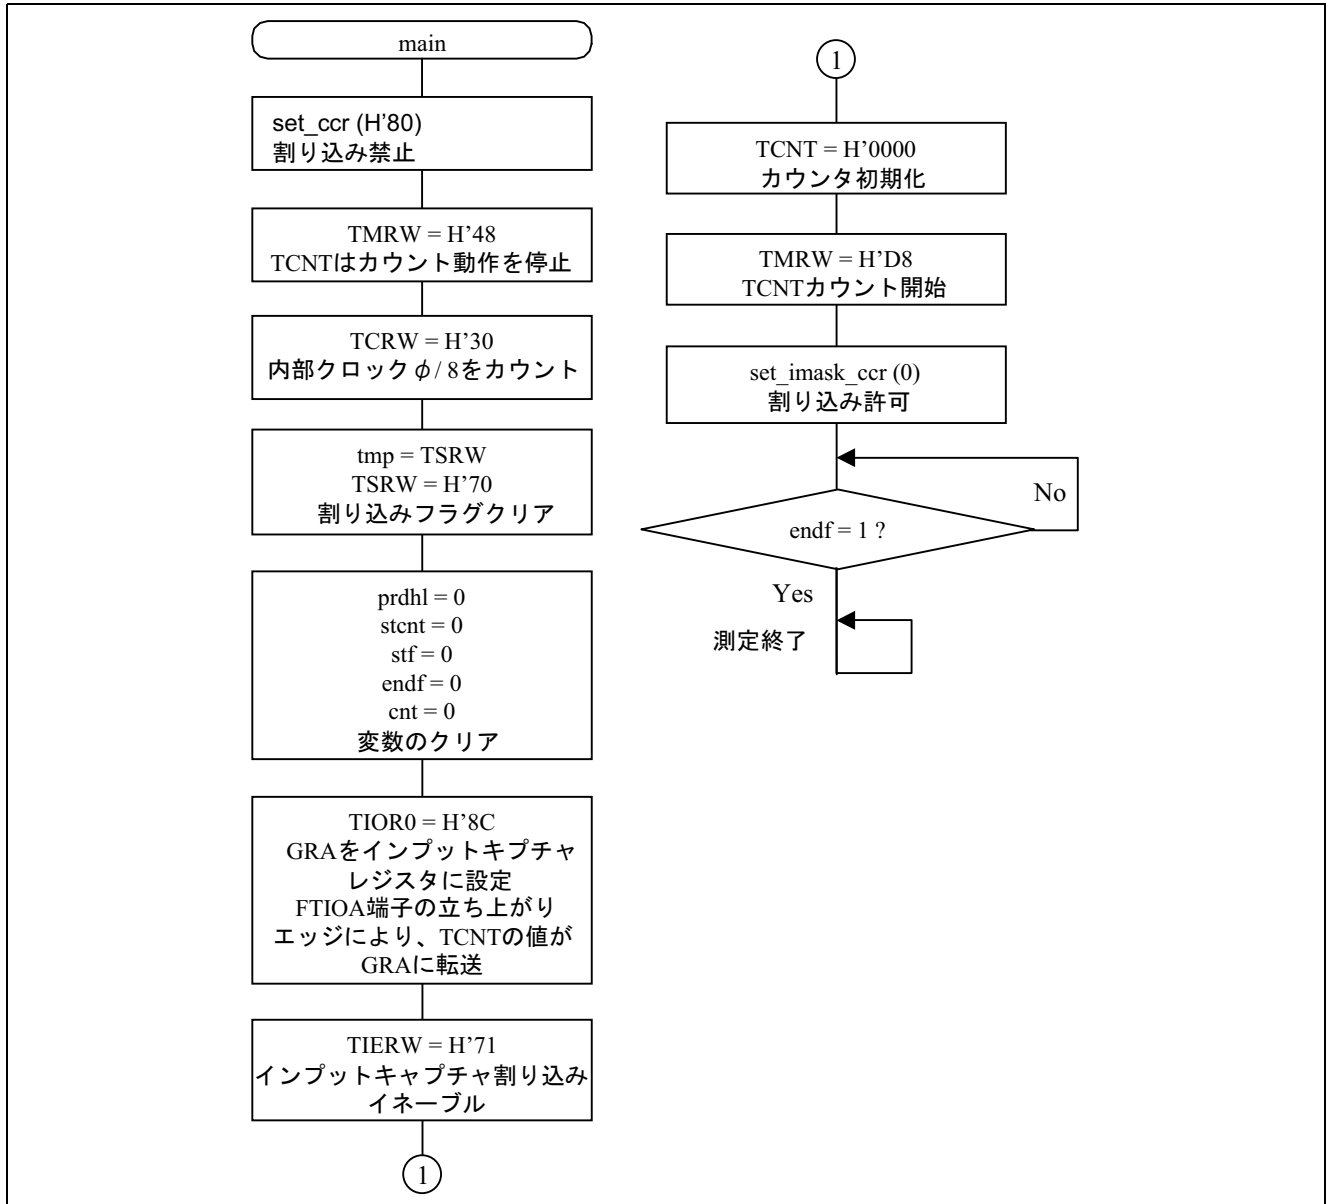 main
set_ccr (H'80)
割り込み禁止
TMRW = H'48
TCNTはカウント動作を停止
TCRW = H'30
内部クロックφ/ 8をカウント
tmp = TSRW
TSRW = H'70
割り込みフラグクリア
prdhl = 0
stcnt = 0
stf = 0
endf = 0
cnt = 0
変数のクリア
TIOR0 = H'8C
GRAをインプットキプチャ
レジスタに設定
FTIOA端子の立ち上がり
エッジにより、TCNTの値が
GRAに転送
TIERW = H'71
インプットキャプチャ割り込み
イネーブル
1
1
TCNT = H'0000
カウンタ初期化
TMRW = H'D8
TCNTカウント開始
set_imask_ccr (0)
割り込み許可
No
endf = 1 ?
Yes
測定終了